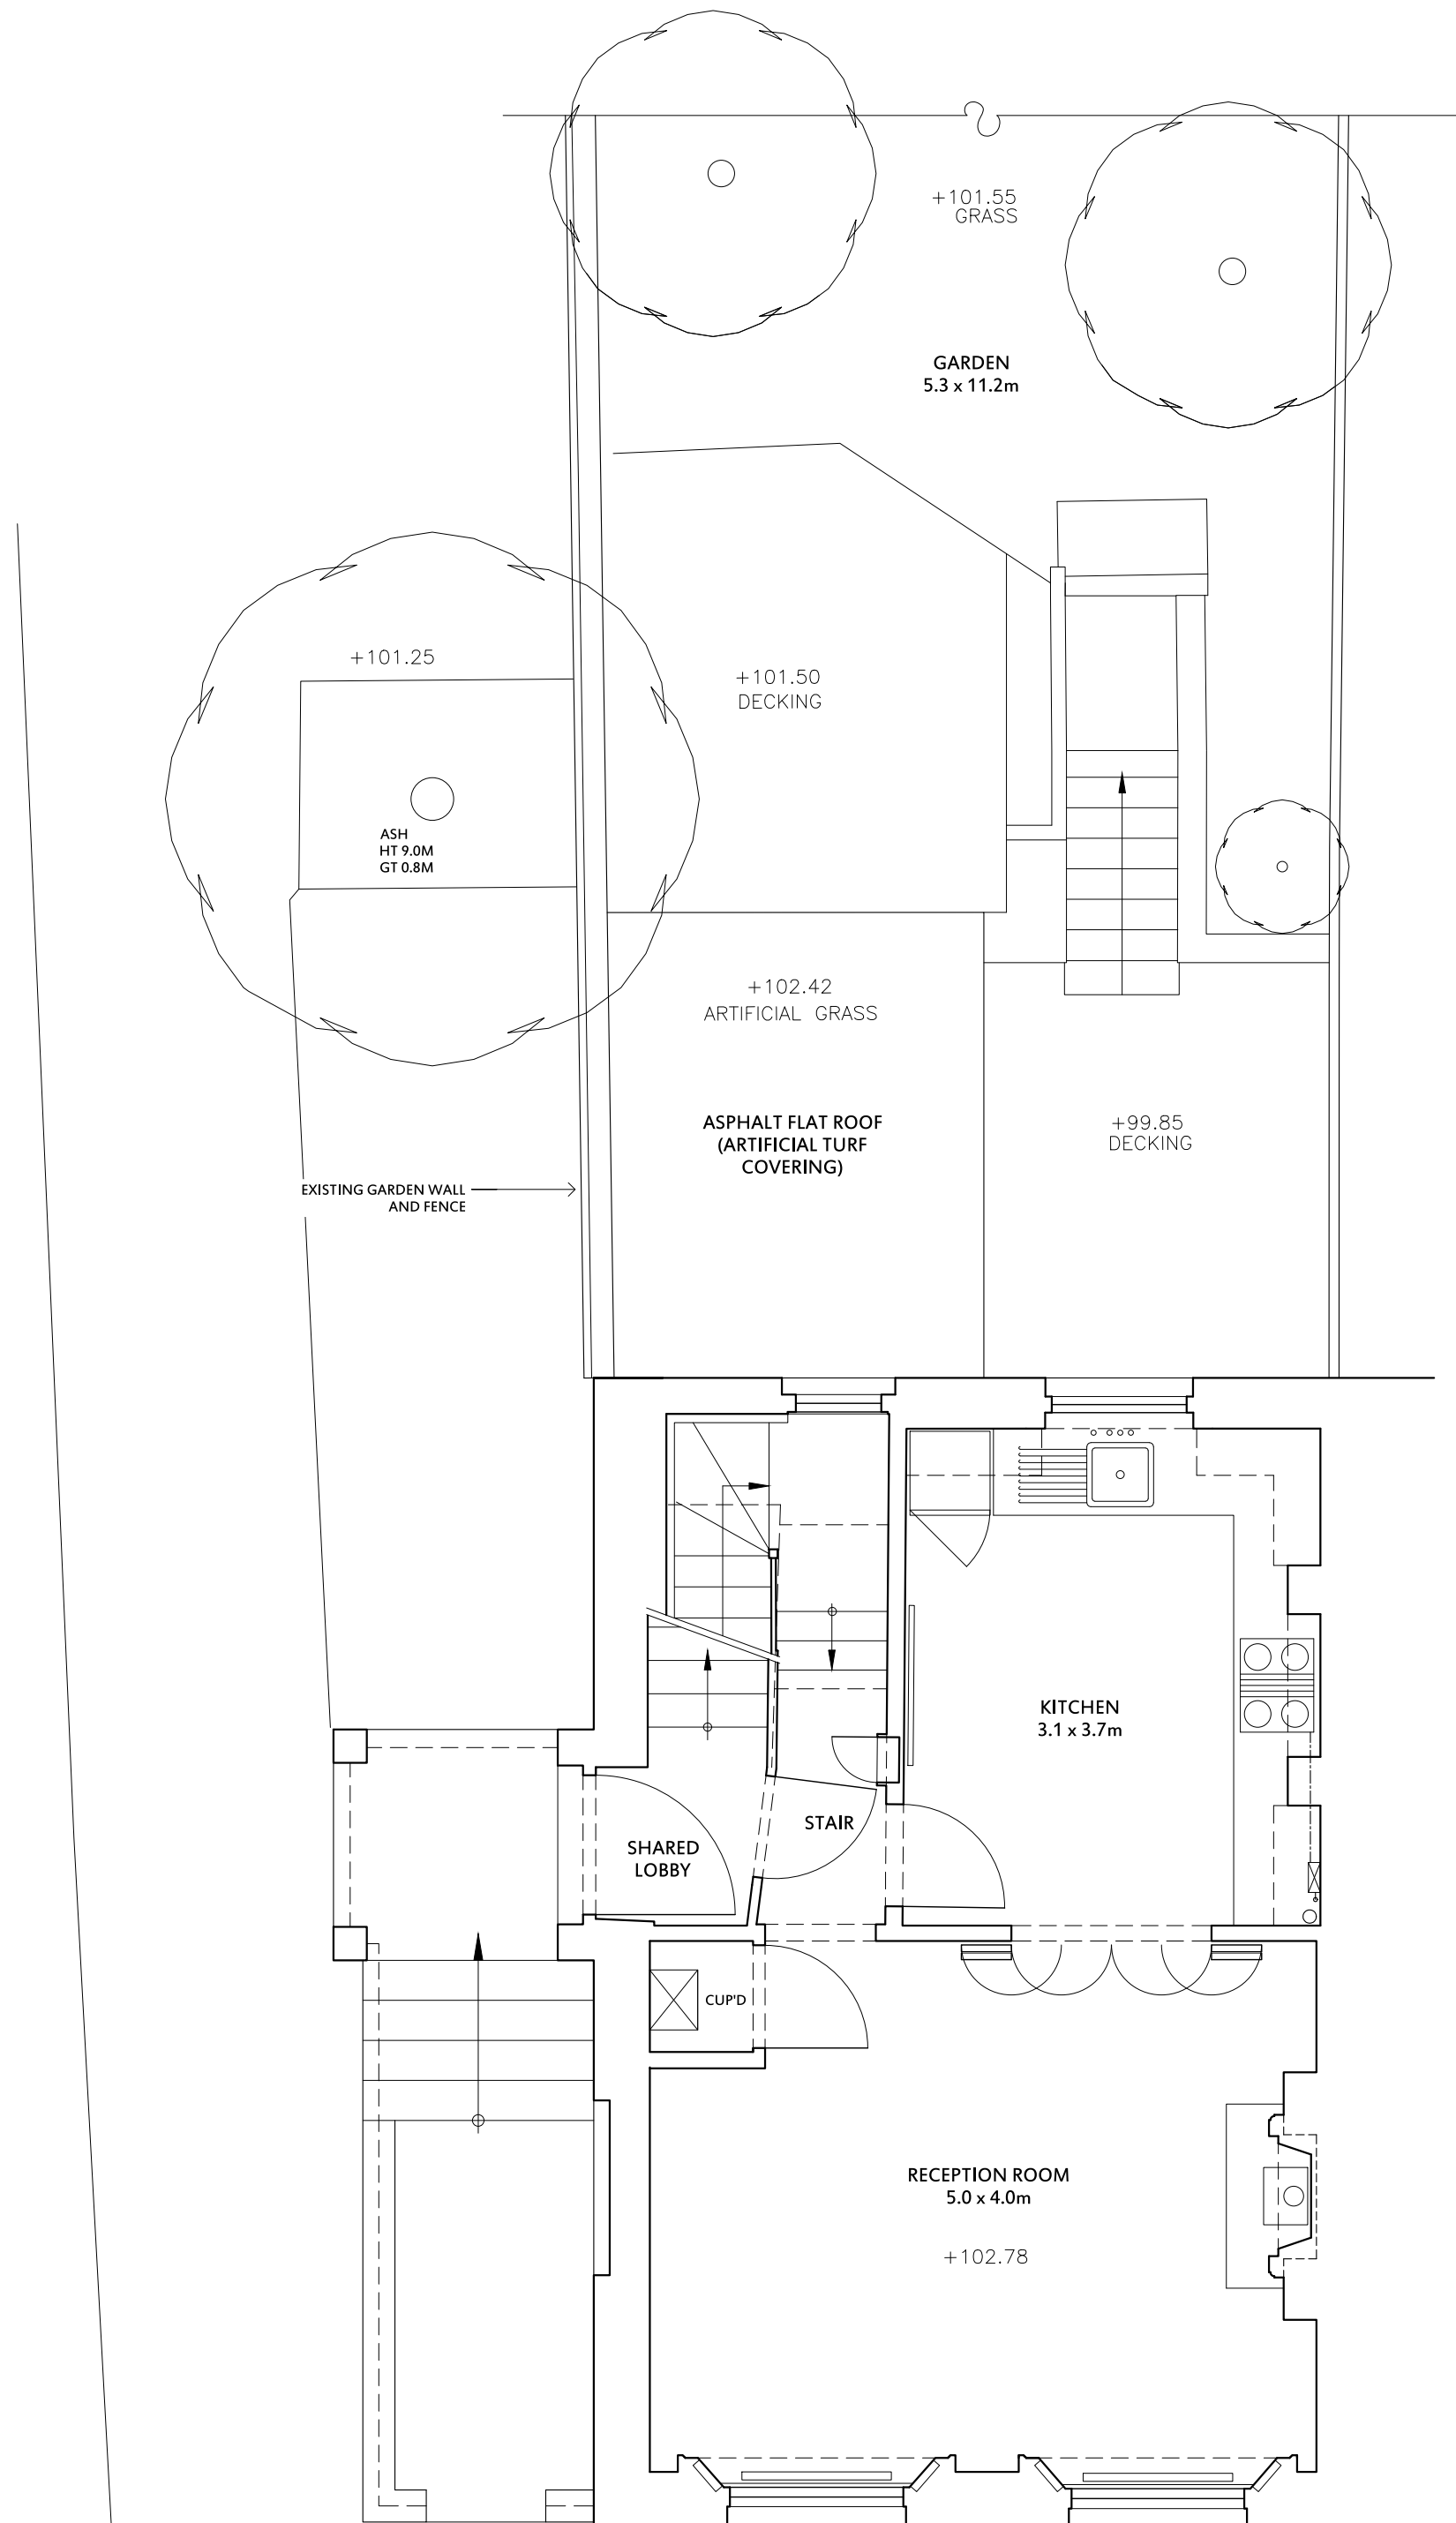 +101.55
GRASS
GARDEN
5.3 x 11.2m
+101.25
+101.50
DECKING
ASH
HT 9.0M
GT 0.8M
+102.42
ARTIFICIAL GRASS
ASPHALT FLAT ROOF
(ARTIFICIAL TURF
COVERING)
+99.85
DECKING
EXISTING GARDEN WALL
AND FENCE
KITCHEN
3.1 x 3.7m
STAIR
SHARED
LOBBY
CUP'D
RECEPTION ROOM
5.0 x 4.0m
+102.78